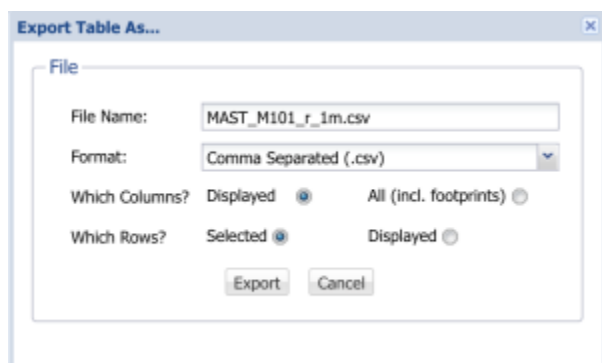 Export Table As...
File
File Name: MAST_M101_r_1m.csv
Format: Comma Separated (.csv)
Which Columns? Displayed All (incl. footprints)
Which Rows? Selected Displayed
Export Cancel